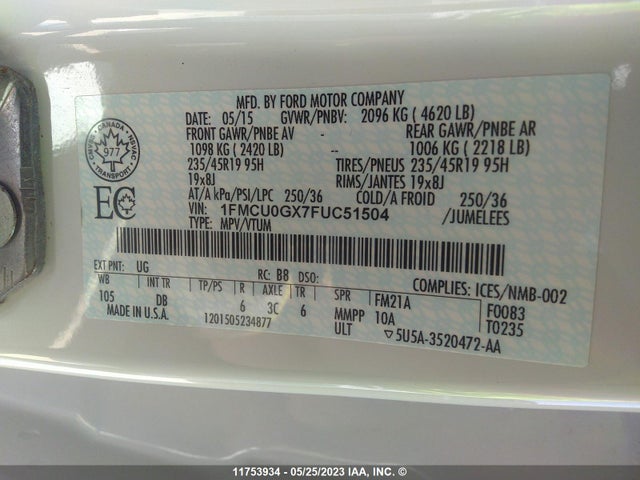 MFD. BY FORD MOTOR COMPANY
DATE: 05/15 GVWR/PNBV: 2096 KG ( 4620 LB)
FRONT GAWR/PNBE AV REAR GAWR/PNBE AR
1098 KG ( 2420 LB) -- 1006 KG ( 2218 LB)
235/45R19 95H TIRES/PNEUS 235/45R19 95H
19x8J RIMS/JANTES 19x8J
AT/A kPa/PSI/LPC 250/36 COLD/A FROID 250/36
VIN: 1FMCU0GX7FUC51504 /JUMELEES
TYPE: MPV/VTUM
CANADA
977
TRANSPORT
EC
EXT PNT: UG RC: B8 DSO: COMPLIES: ICES/NMB-002
WB INT TR TP/PS R AXLE TR SPR FM21A F0083
105 DB 6 3C 6 MMPP 10A T0235
MADE IN U.S.A. 1201505234877 ULT ▽5U5A-3520472-AA
11753934 - 05/25/2023 IAA, INC. ©